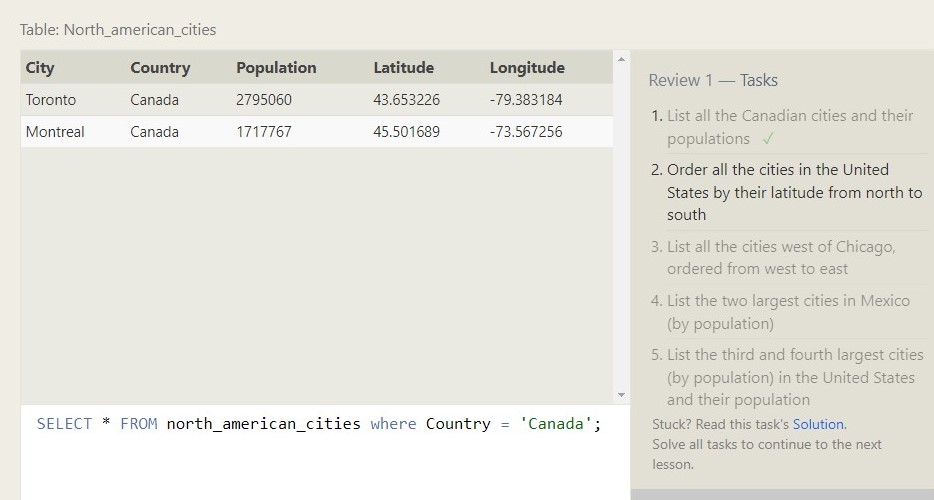 Table: North_american_cities
City Country Population Latitude Longitude
Toronto Canada 2795060 43.653226 -79.383184
Montreal Canada 1717767 45.501689 -73.567256
SELECT * FROM north_american_cities where Country = 'Canada';
Review 1 — Tasks
1. List all the Canadian cities and their
populations ✓
2. Order all the cities in the United
States by their latitude from north to
south
3. List all the cities west of Chicago,
ordered from west to east
4. List the two largest cities in Mexico
(by population)
5. List the third and fourth largest cities
(by population) in the United States
and their population
Stuck? Read this task's Solution.
Solve all tasks to continue to the next
lesson.